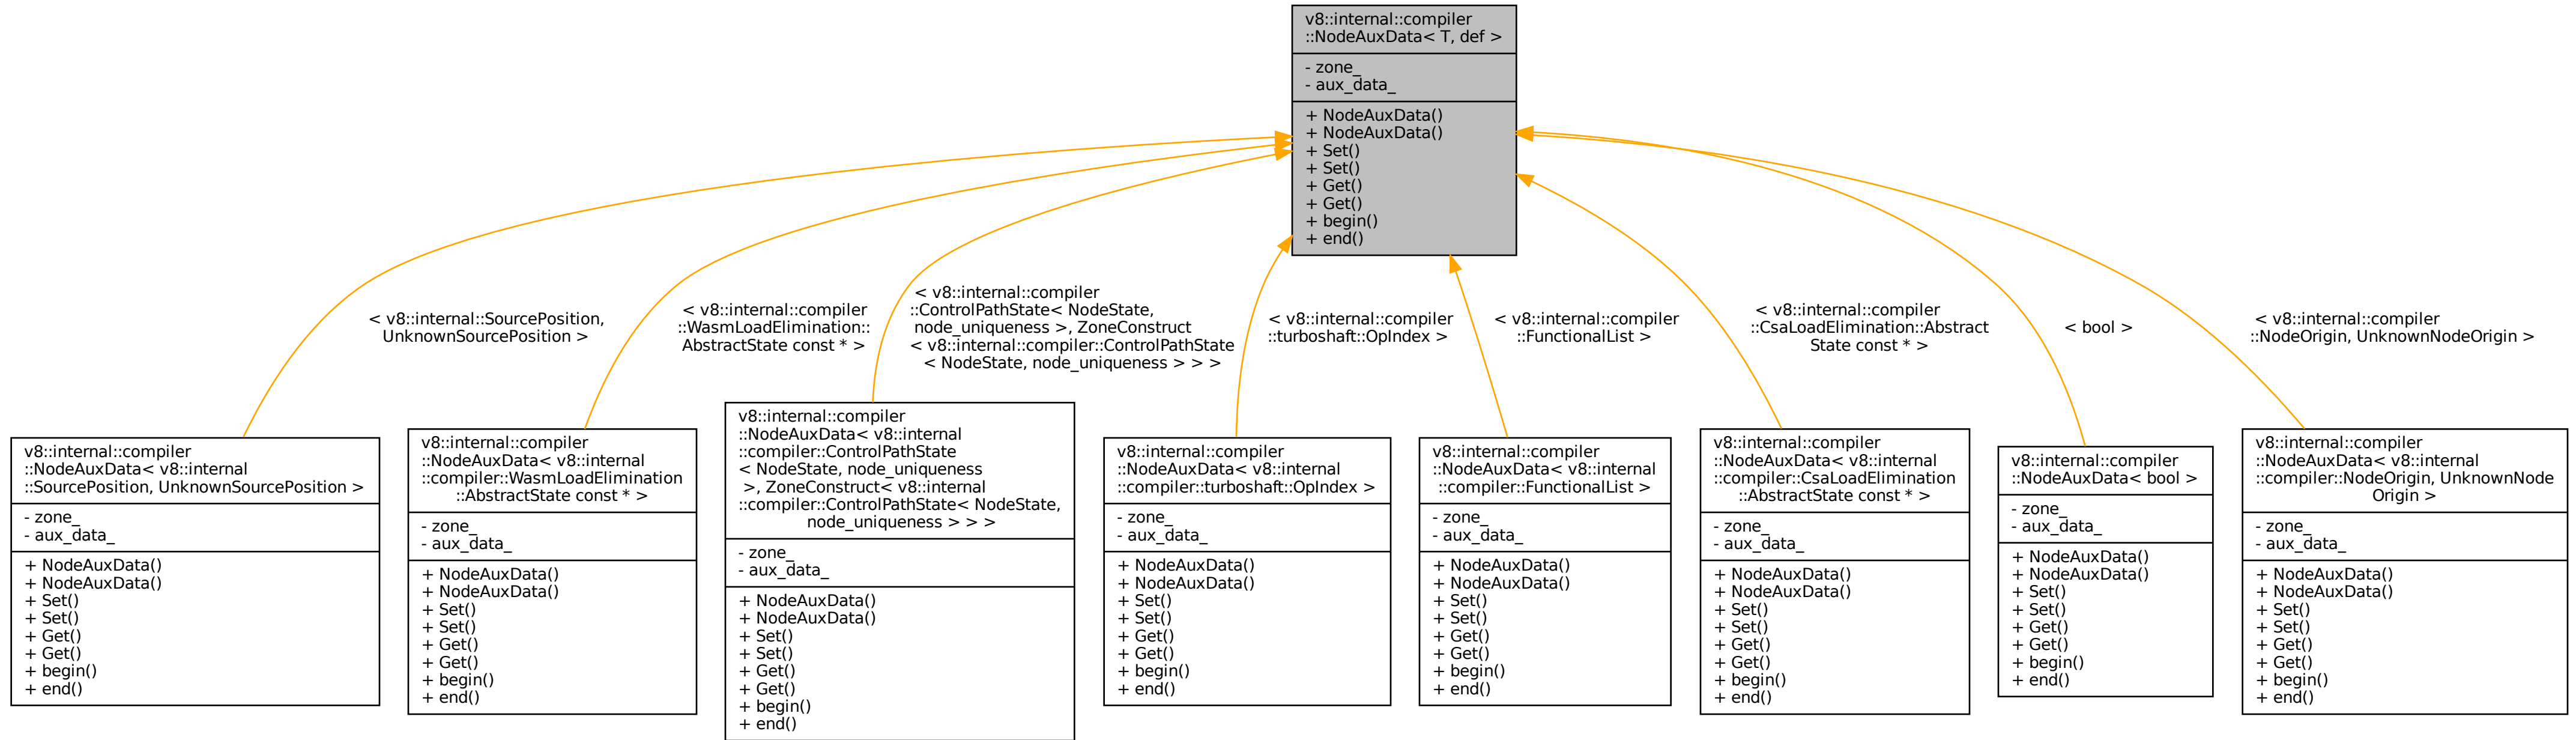 v8::internal::compiler
::NodeAuxData< T, def >
- zone_
- aux_data_
+ NodeAuxData()
+ NodeAuxData()
+ Set()
+ Set()
+ Get()
+ Get()
+ begin()
+ end()
< v8::internal::SourcePosition,
UnknownSourcePosition >
< v8::internal::compiler
::WasmLoadElimination::
AbstractState const * >
< v8::internal::compiler
::ControlPathState< NodeState,
node_uniqueness >, ZoneConstruct
< v8::internal::compiler::ControlPathState
< NodeState, node_uniqueness > > >
< v8::internal::compiler
::turboshaft::OpIndex >
< v8::internal::compiler
::FunctionalList >
< v8::internal::compiler
::CsaLoadElimination::Abstract
State const * >
< bool >
< v8::internal::compiler
::NodeOrigin, UnknownNodeOrigin >
v8::internal::compiler
::NodeAuxData< v8::internal
::SourcePosition, UnknownSourcePosition >
- zone_
- aux_data_
+ NodeAuxData()
+ NodeAuxData()
+ Set()
+ Set()
+ Get()
+ Get()
+ begin()
+ end()
v8::internal::compiler
::NodeAuxData< v8::internal
::compiler::WasmLoadElimination
::AbstractState const * >
- zone_
- aux_data_
+ NodeAuxData()
+ NodeAuxData()
+ Set()
+ Set()
+ Get()
+ Get()
+ begin()
+ end()
v8::internal::compiler
::NodeAuxData< v8::internal
::compiler::ControlPathState
< NodeState, node_uniqueness
>, ZoneConstruct< v8::internal
::compiler::ControlPathState< NodeState,
node_uniqueness > > >
- zone_
- aux_data_
+ NodeAuxData()
+ NodeAuxData()
+ Set()
+ Set()
+ Get()
+ Get()
+ begin()
+ end()
v8::internal::compiler
::NodeAuxData< v8::internal
::compiler::turboshaft::OpIndex >
- zone_
- aux_data_
+ NodeAuxData()
+ NodeAuxData()
+ Set()
+ Set()
+ Get()
+ Get()
+ begin()
+ end()
v8::internal::compiler
::NodeAuxData< v8::internal
::compiler::FunctionalList >
- zone_
- aux_data_
+ NodeAuxData()
+ NodeAuxData()
+ Set()
+ Set()
+ Get()
+ Get()
+ begin()
+ end()
v8::internal::compiler
::NodeAuxData< v8::internal
::compiler::CsaLoadElimination
::AbstractState const * >
- zone_
- aux_data_
+ NodeAuxData()
+ NodeAuxData()
+ Set()
+ Set()
+ Get()
+ Get()
+ begin()
+ end()
v8::internal::compiler
::NodeAuxData< bool >
- zone_
- aux_data_
+ NodeAuxData()
+ NodeAuxData()
+ Set()
+ Set()
+ Get()
+ Get()
+ begin()
+ end()
v8::internal::compiler
::NodeAuxData< v8::internal
::compiler::NodeOrigin, UnknownNode
Origin >
- zone_
- aux_data_
+ NodeAuxData()
+ NodeAuxData()
+ Set()
+ Set()
+ Get()
+ Get()
+ begin()
+ end()